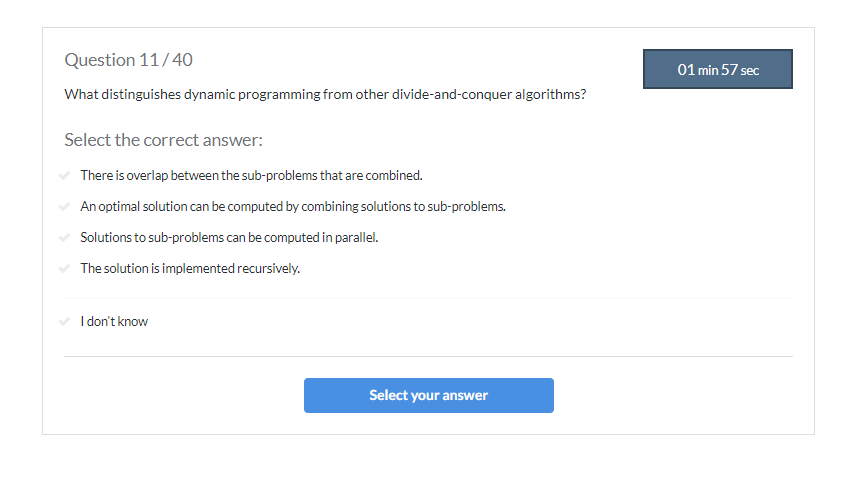 Question 11 / 40
01 min 57 sec
What distinguishes dynamic programming from other divide-and-conquer algorithms?
Select the correct answer:
There is overlap between the sub-problems that are combined.
An optimal solution can be computed by combining solutions to sub-problems.
Solutions to sub-problems can be computed in parallel.
The solution is implemented recursively.
I don't know
Select your answer